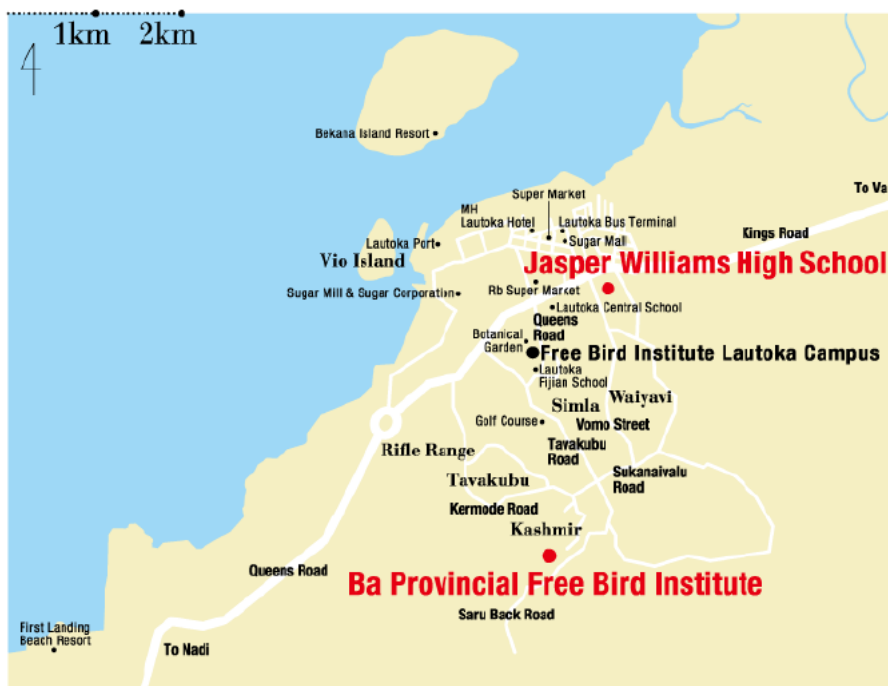 1km 2km
4
Bekana Island Resort
To Va
Super Market
MH
Lautoka Hotel
Lautoka Bus Terminal
Kings Road
Lautoka Port
Sugar Mall
Vio Island
Jasper Williams High School
Sugar Mill & Sugar Corporation
Rb Super Market
Lautoka Central School
Queens
Road
Botanical
Garden
Free Bird Institute Lautoka Campus
Lautoka
Fijian School
Waiyavi
Simla
Golf Course
Vomo Street
Rifle Range
Tavakubu
Road
Tavakubu
Sukanaivalu
Road
Kermode Road
Kashmir
Queens Road
Ba Provincial Free Bird Institute
Saru Back Road
First Landing
Beach Resort
To Nadi